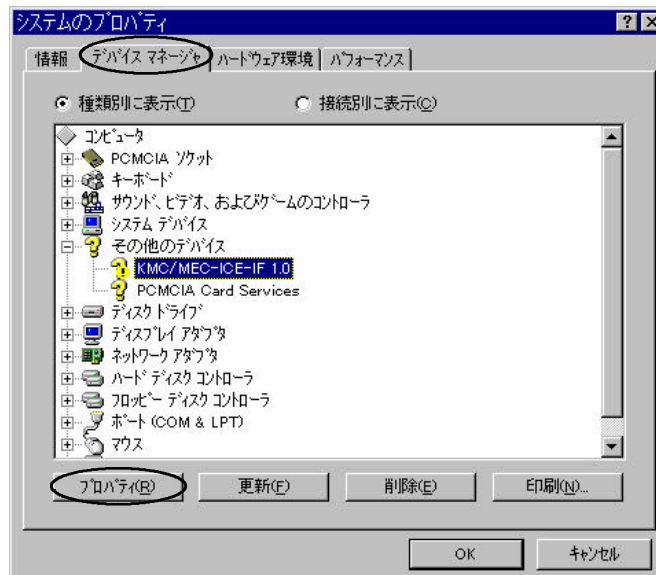 システムのプロパティ
情報 デバイス マネージャ ハードウェア環境 パフォーマンス
種類別に表示(T) 接続別に表示(C)
コンピュータ
PCMCIA ソケット
キーボード
サウンド、ビデオ、およびゲームのコントローラ
システム デバイス
その他のデバイス
KMC/MEC-ICE-IF 1.0
PCMCIA Card Services
ディスク ドライブ
ディスプレイ アダプタ
ネットワーク アダプタ
ハード ディスク コントローラ
フロッピー ディスク コントローラ
ポート (COM & LPT)
マウス
プロパティ(R) 更新(F) 削除(E) 印刷(N)...
OK キャンセル